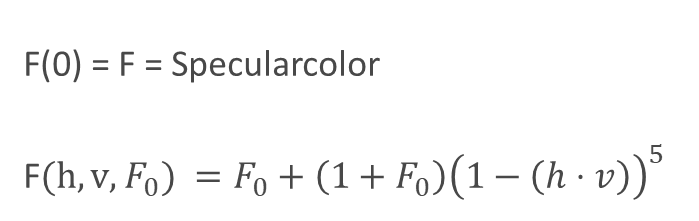 F(0) = F = Specularcolor
F(h, v, F₀) = F₀ + (1 + F₀)(1 − (h · v))⁵